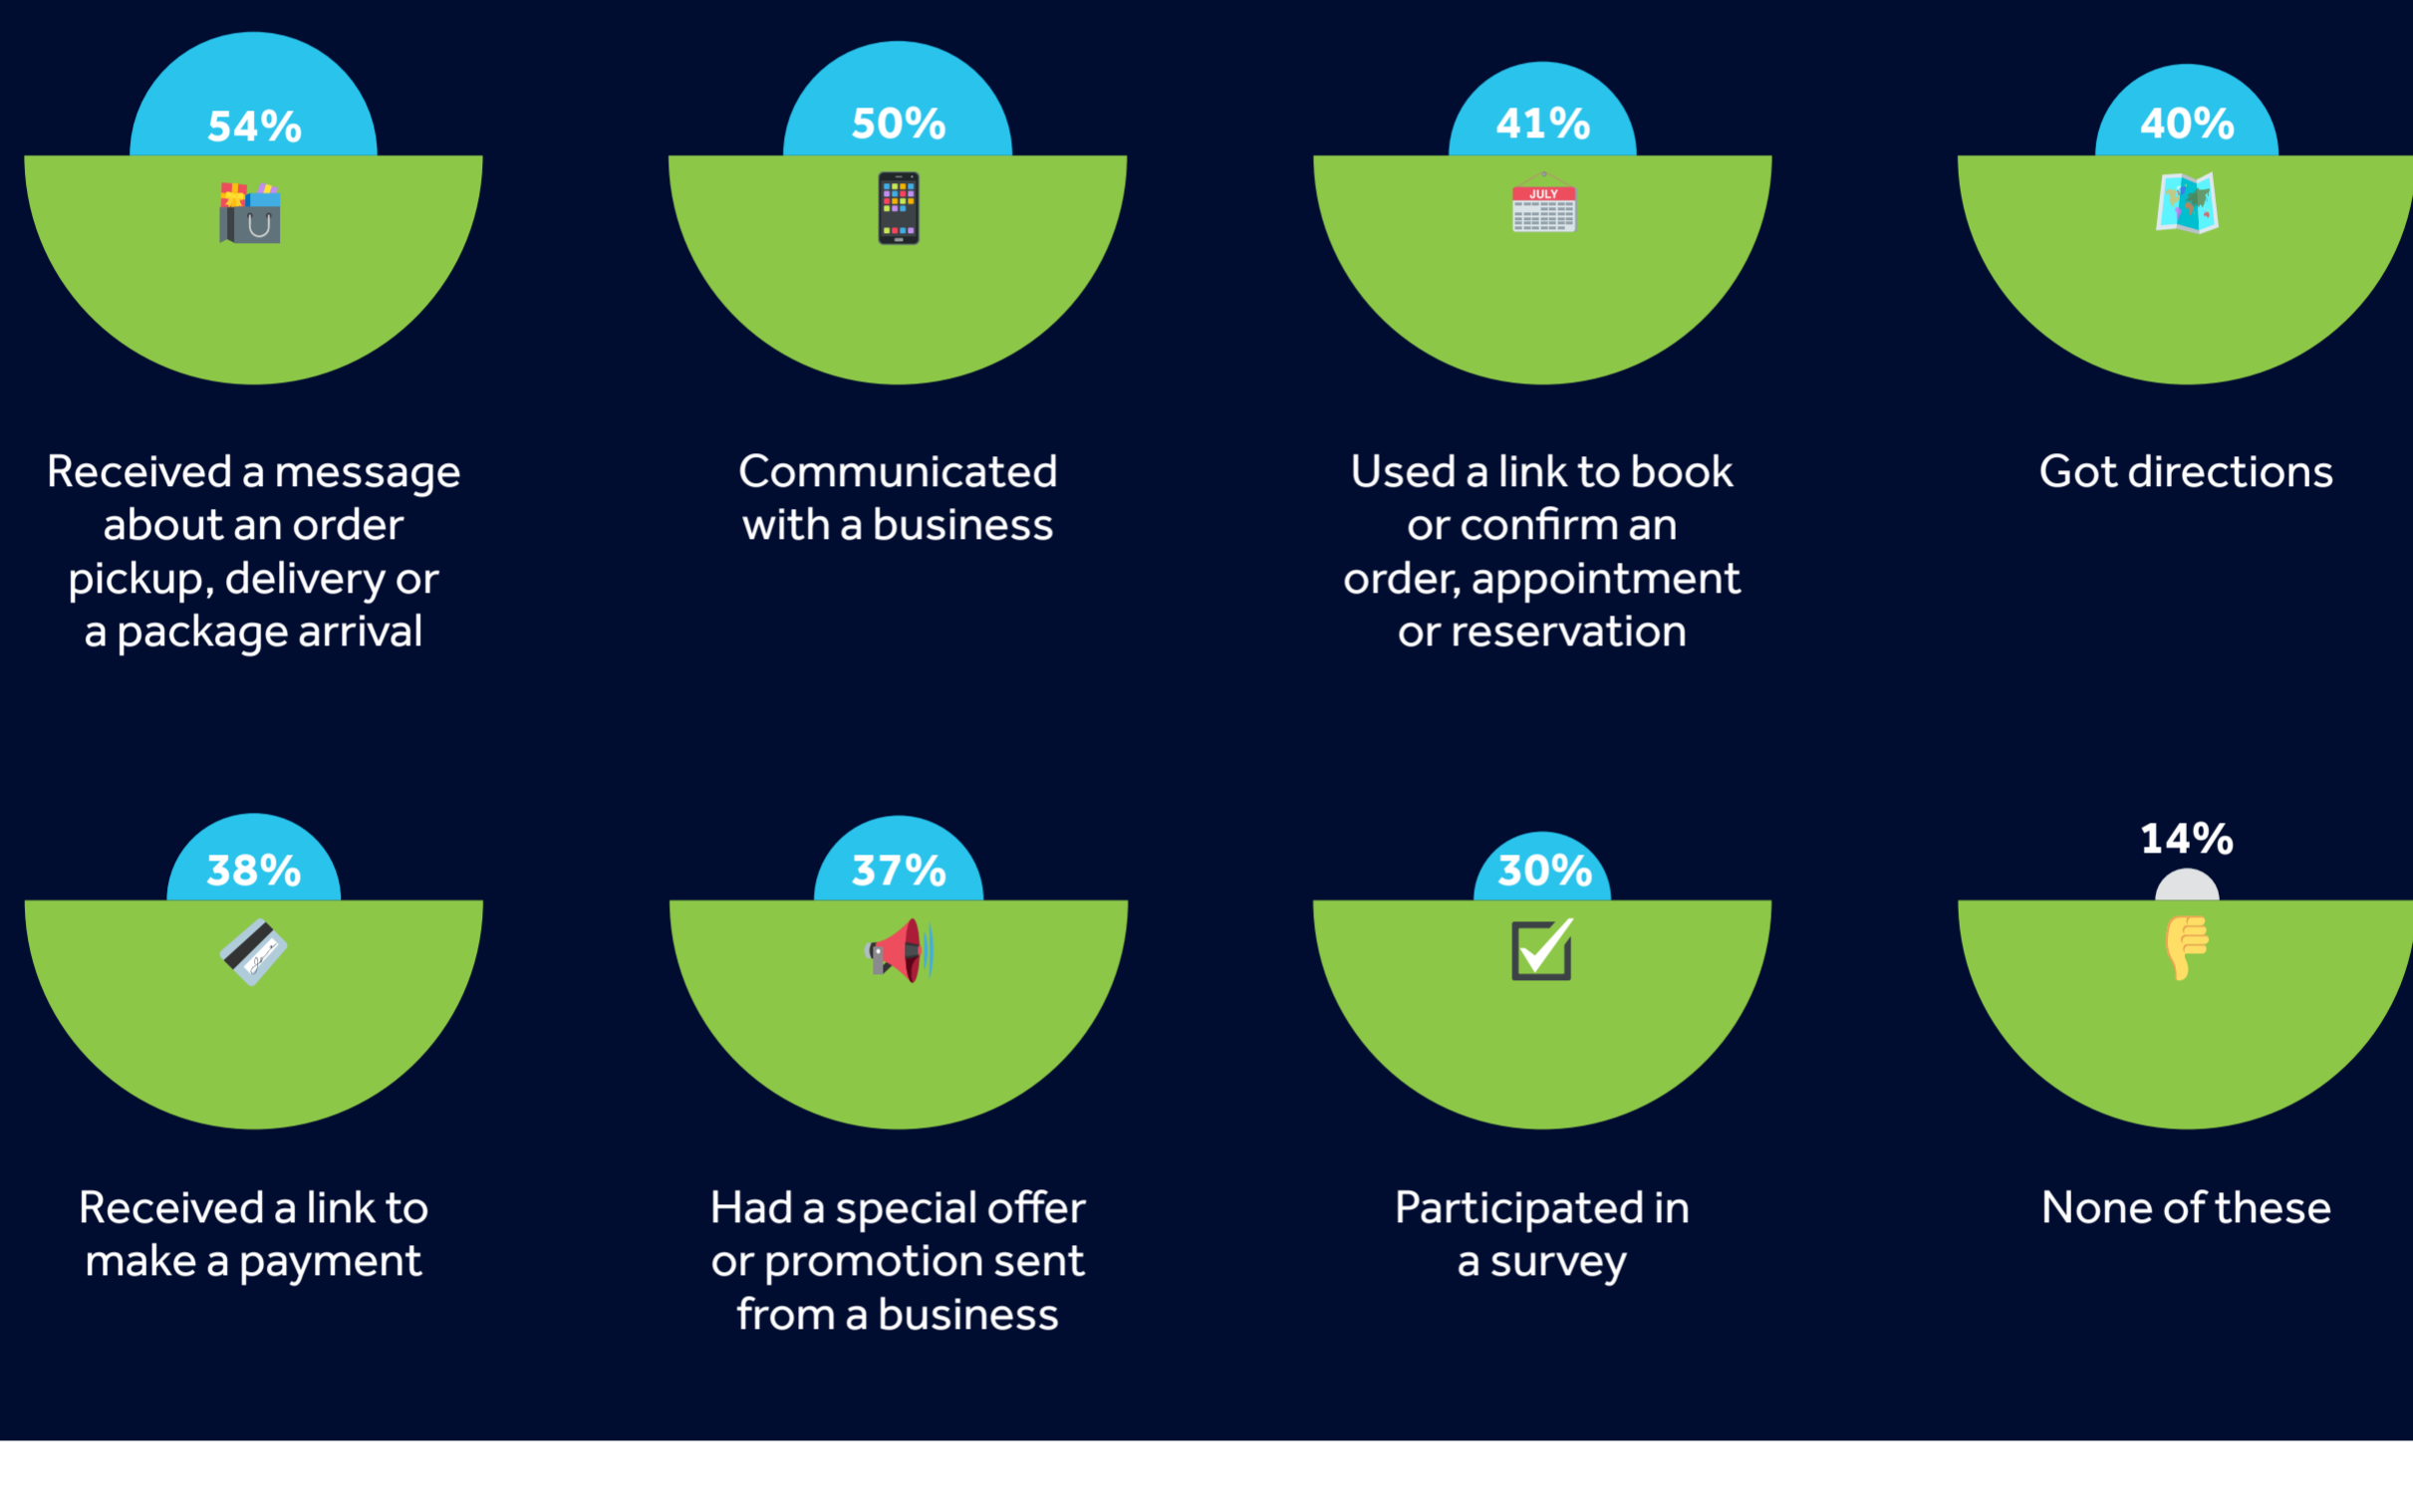 54%
50%
41%
40%
JULY
Received a message
about an order
pickup, delivery or
a package arrival
Communicated
with a business
Used a link to book
or confirm an
order, appointment
or reservation
Got directions
38%
37%
30%
14%
Received a link to
make a payment
Had a special offer
or promotion sent
from a business
Participated in
a survey
None of these